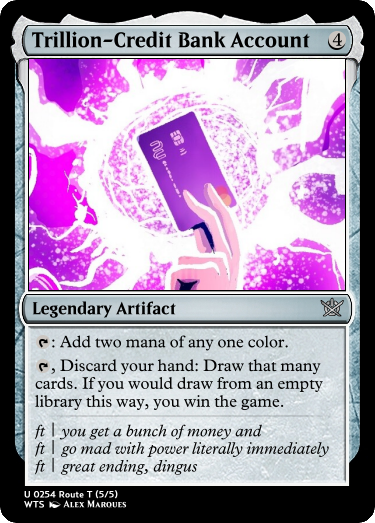 Trillion-Credit Bank Account 4
Legendary Artifact
: Add two mana of any one color.
, Discard your hand: Draw that many
cards. If you would draw from an empty
library this way, you win the game.
ft | you get a bunch of money and
ft | go mad with power literally immediately
ft | great ending, dingus
U 0254 Route T (5/5)
WTS Alex Marques